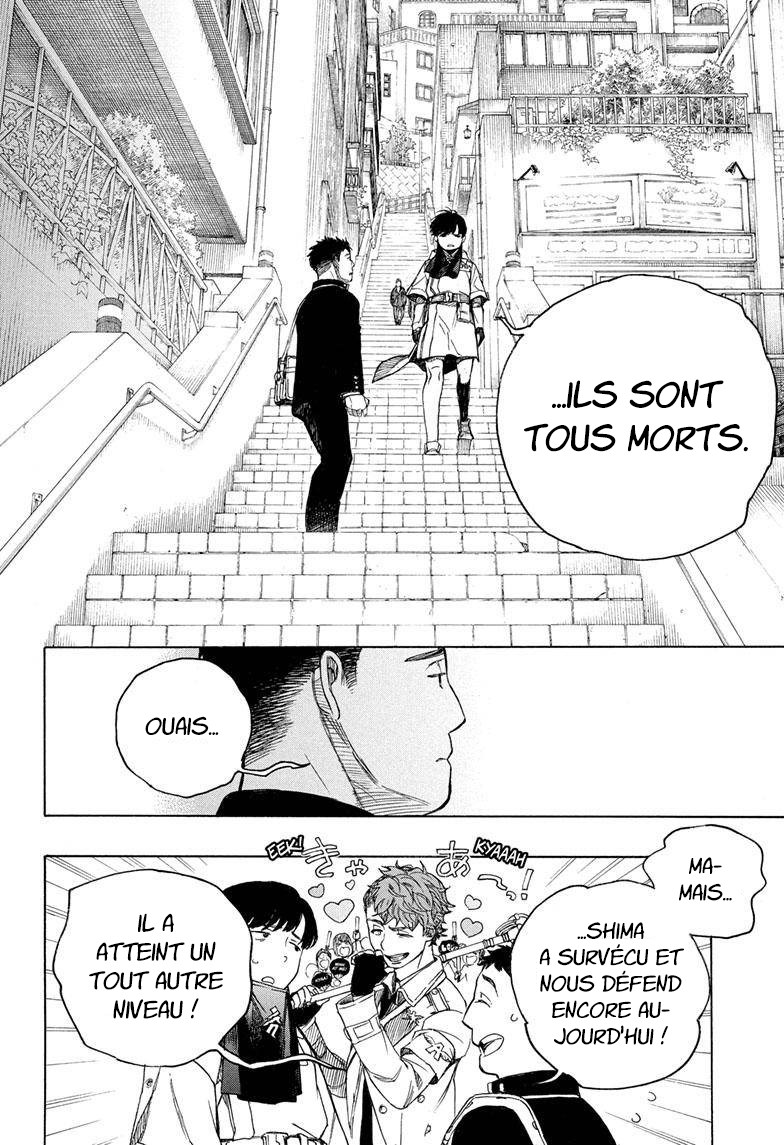 ...ILS SONT
TOUS MORTS.
OUAIS...
MA-
MAIS...
...SHIMA
A SURVÉCU ET
NOUS DÉFEND
ENCORE AU-
JOURD'HUI !
KYAAAH
きゃあっ...!
EEK!
IL A
ATTEINT UN
TOUT AUTRE
NIVEAU !